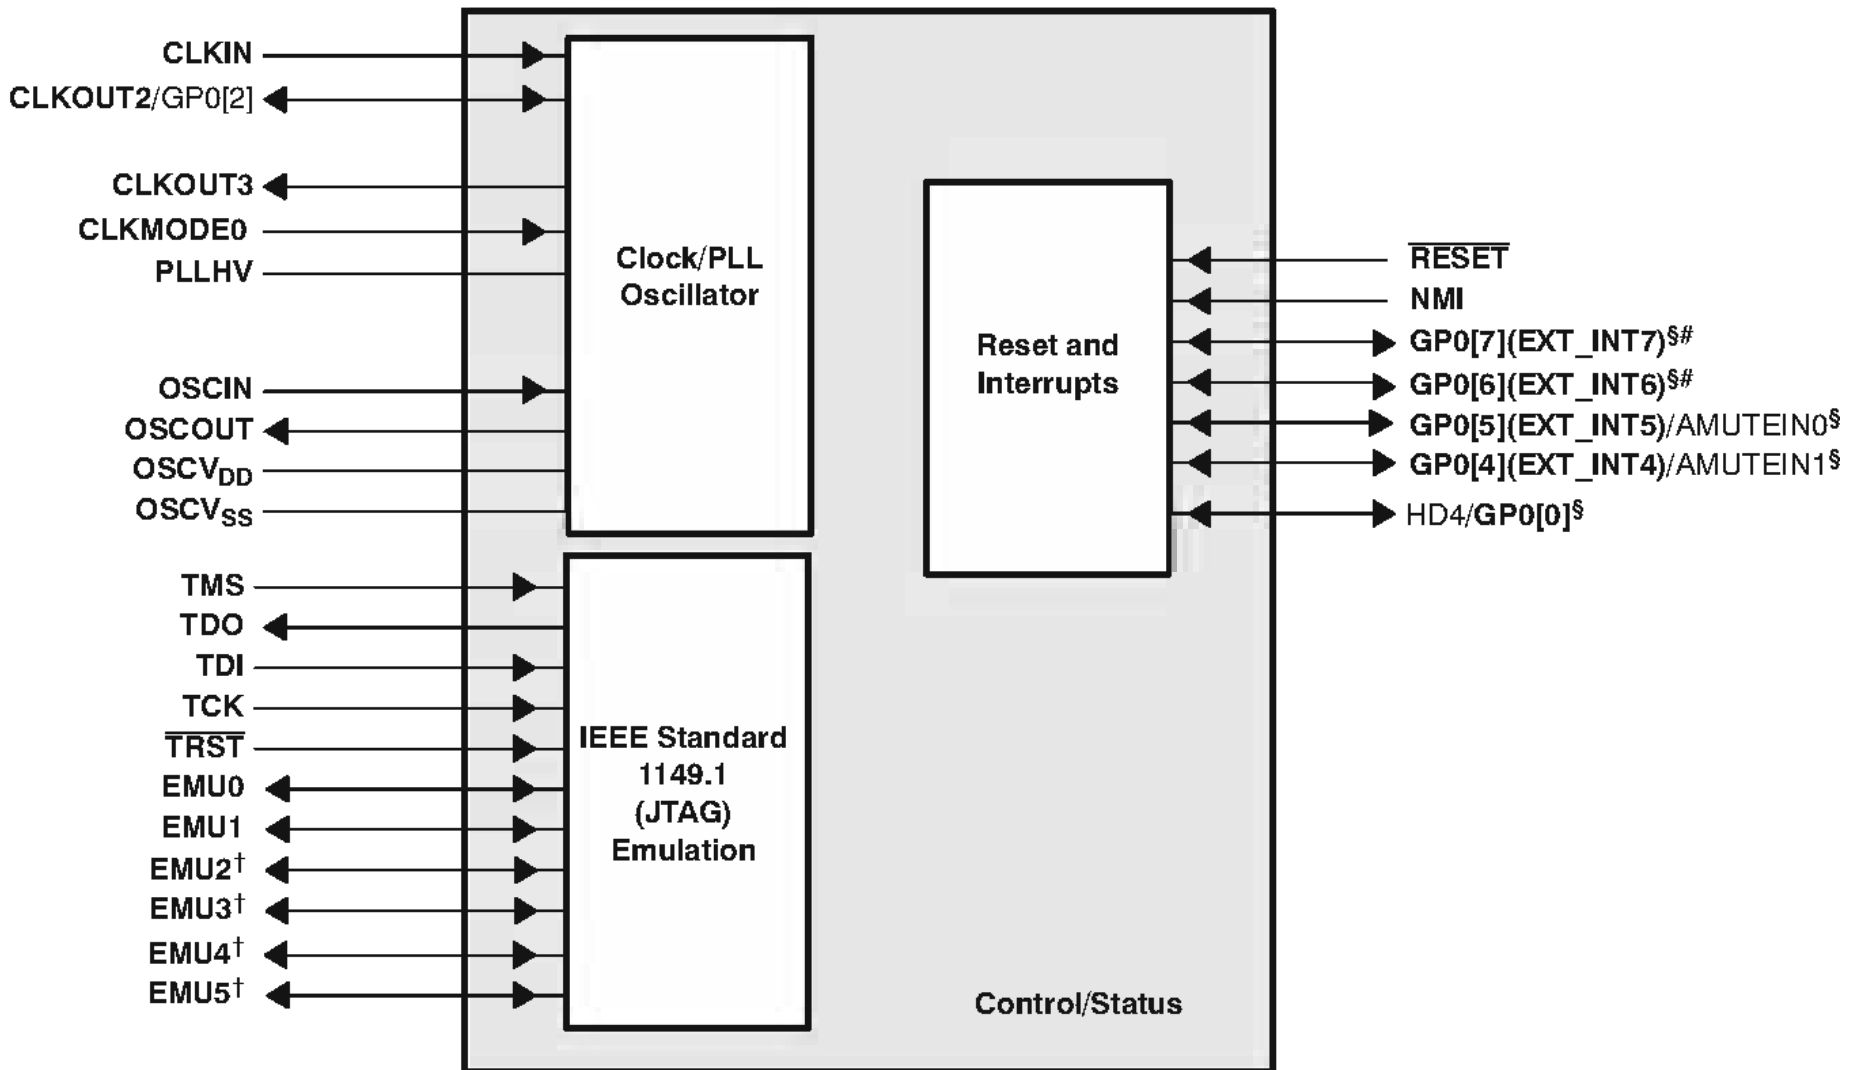 CLKIN
CLKOUT2/GP0[2]
CLKOUT3
CLKMODE0
PLLHV
OSCIN
OSCOUT
OSCVDD
OSCVSS
Clock/PLL
Oscillator
TMS
TDO
TDI
TCK
TRST
EMU0
EMU1
EMU2†
EMU3†
EMU4†
EMU5†
IEEE Standard
1149.1
(JTAG)
Emulation
Reset and
Interrupts
RESET
NMI
GP0[7](EXT_INT7)§#
GP0[6](EXT_INT6)§#
GP0[5](EXT_INT5)/AMUTEIN0§
GP0[4](EXT_INT4)/AMUTEIN1§
HD4/GP0[0]§
Control/Status